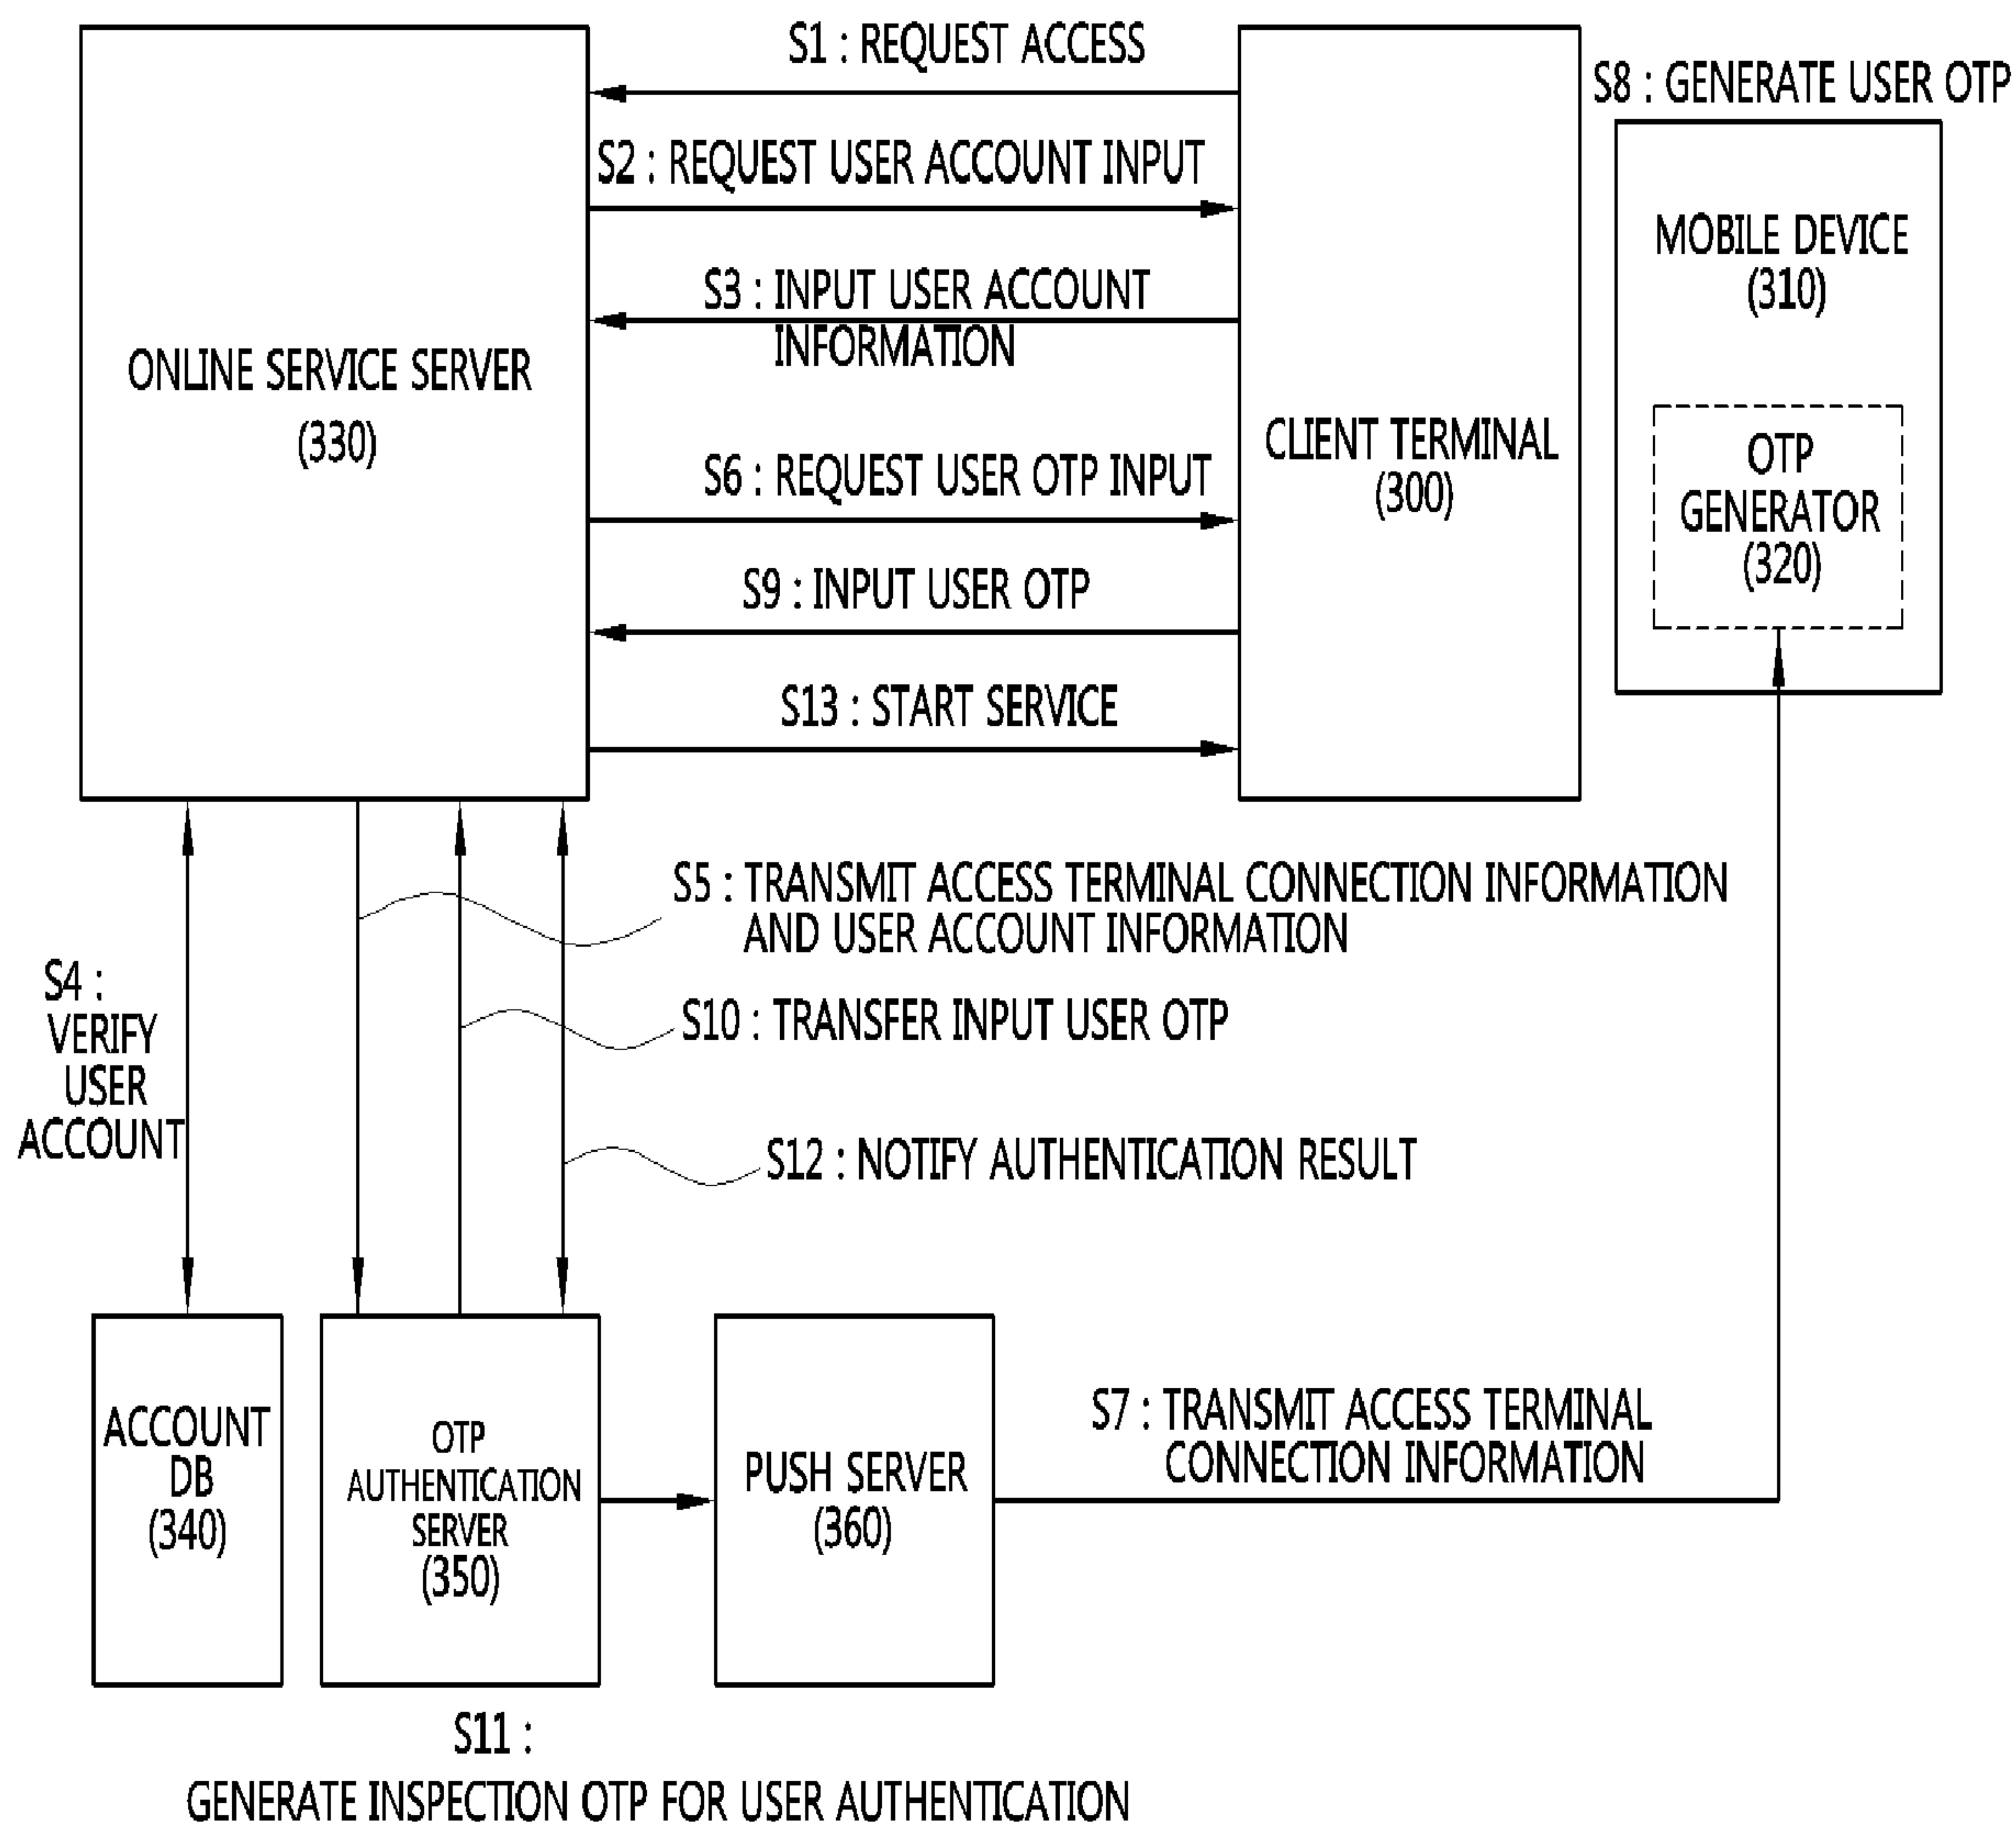 S1 : REQUEST ACCESS
S8 : GENERATE USER OTP
S2 : REQUEST USER ACCOUNT INPUT
MOBILE DEVICE
(310)
S3 : INPUT USER ACCOUNT
INFORMATION
ONLINE SERVICE SERVER
(330)
CLIENT TERMINAL
(300)
OTP
GENERATOR
(320)
S6 : REQUEST USER OTP INPUT
S9 : INPUT USER OTP
S13 : START SERVICE
S5 : TRANSMIT ACCESS TERMINAL CONNECTION INFORMATION
AND USER ACCOUNT INFORMATION
S4 :
VERIFY
USER
ACCOUNT
S10 : TRANSFER INPUT USER OTP
S12 : NOTIFY AUTHENTICATION RESULT
ACCOUNT
DB
(340)
OTP
AUTHENTICATION
SERVER
(350)
PUSH SERVER
(360)
S7 : TRANSMIT ACCESS TERMINAL
CONNECTION INFORMATION
S11 :
GENERATE INSPECTION OTP FOR USER AUTHENTICATION